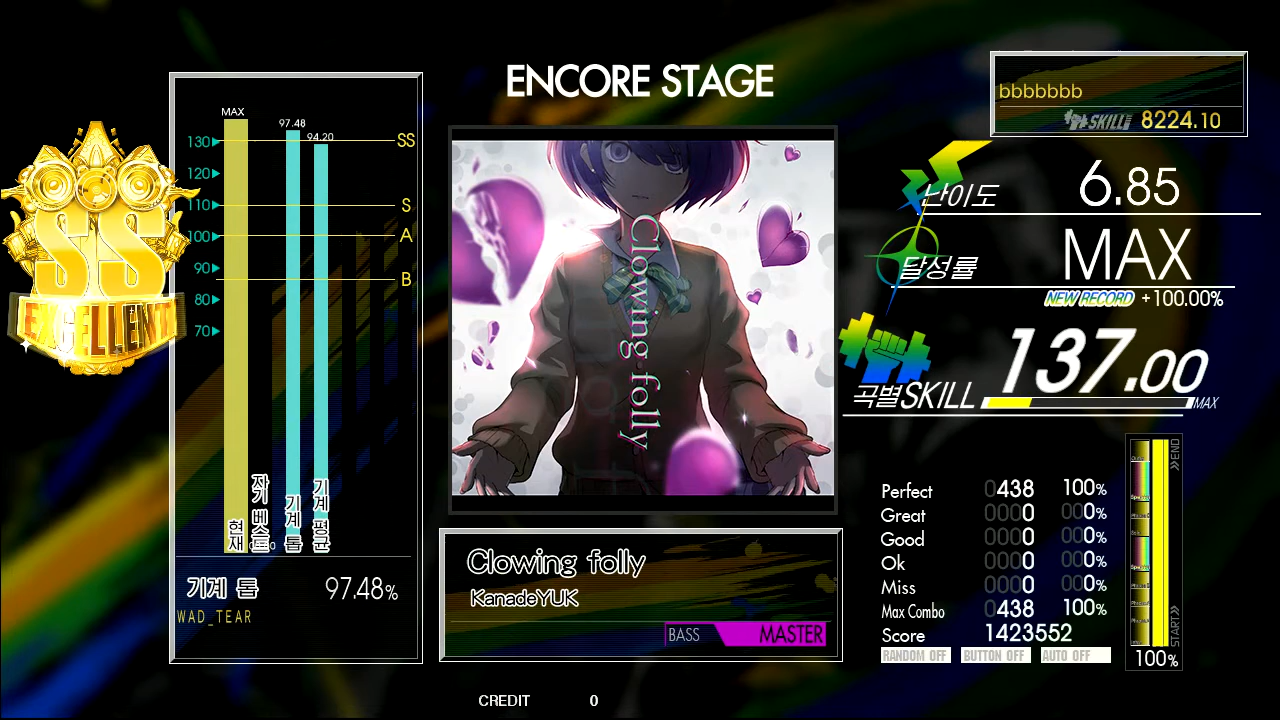 ENCORE STAGE
bbbbbbb
SKILL 8224.10
MAX
97.48
94.20
130
120
110
100
90
80
70
SS
S
A
B
SS
EXCELLENT
현재
자기 베스트
기계 톱
기계 평균
기계 톱 97.48%
WAD_TEAR
Clowing folly
Clowing folly
KanadeYUK
BASS MASTER
난이도 6.85
달성률 MAX
NEW RECORD +100.00%
곡별SKILL 137.00
MAX
Perfect 0438 100%
Great 0000 000%
Good 0000 000%
Ok 0000 000%
Miss 0000 000%
Max Combo 0438 100%
Score 1423552
RANDOM OFF BUTTON OFF AUTO OFF
END
START
100%
CREDIT 0